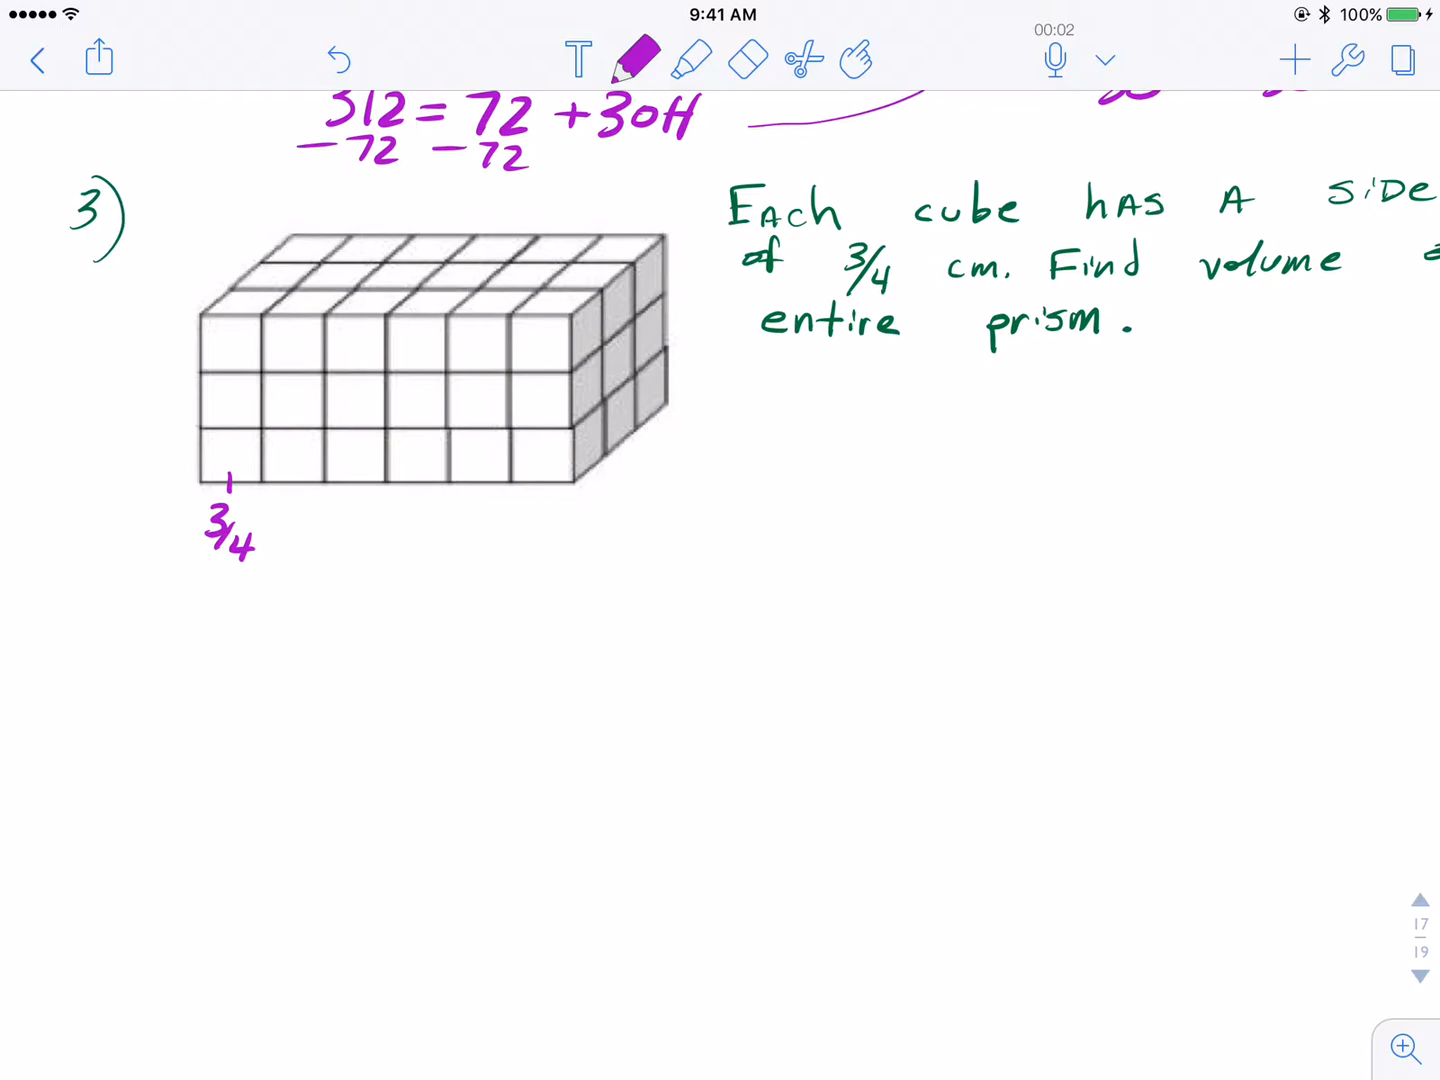 9:41 AM
100%
00:02
T
312 = 72 + 30H
-72 -72
3)
Each cube has A side
of 3/4 cm. Find volume
entire prism.
3/4
17
19